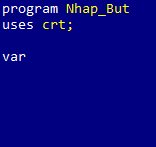 program Nhap_But
uses crt;
var